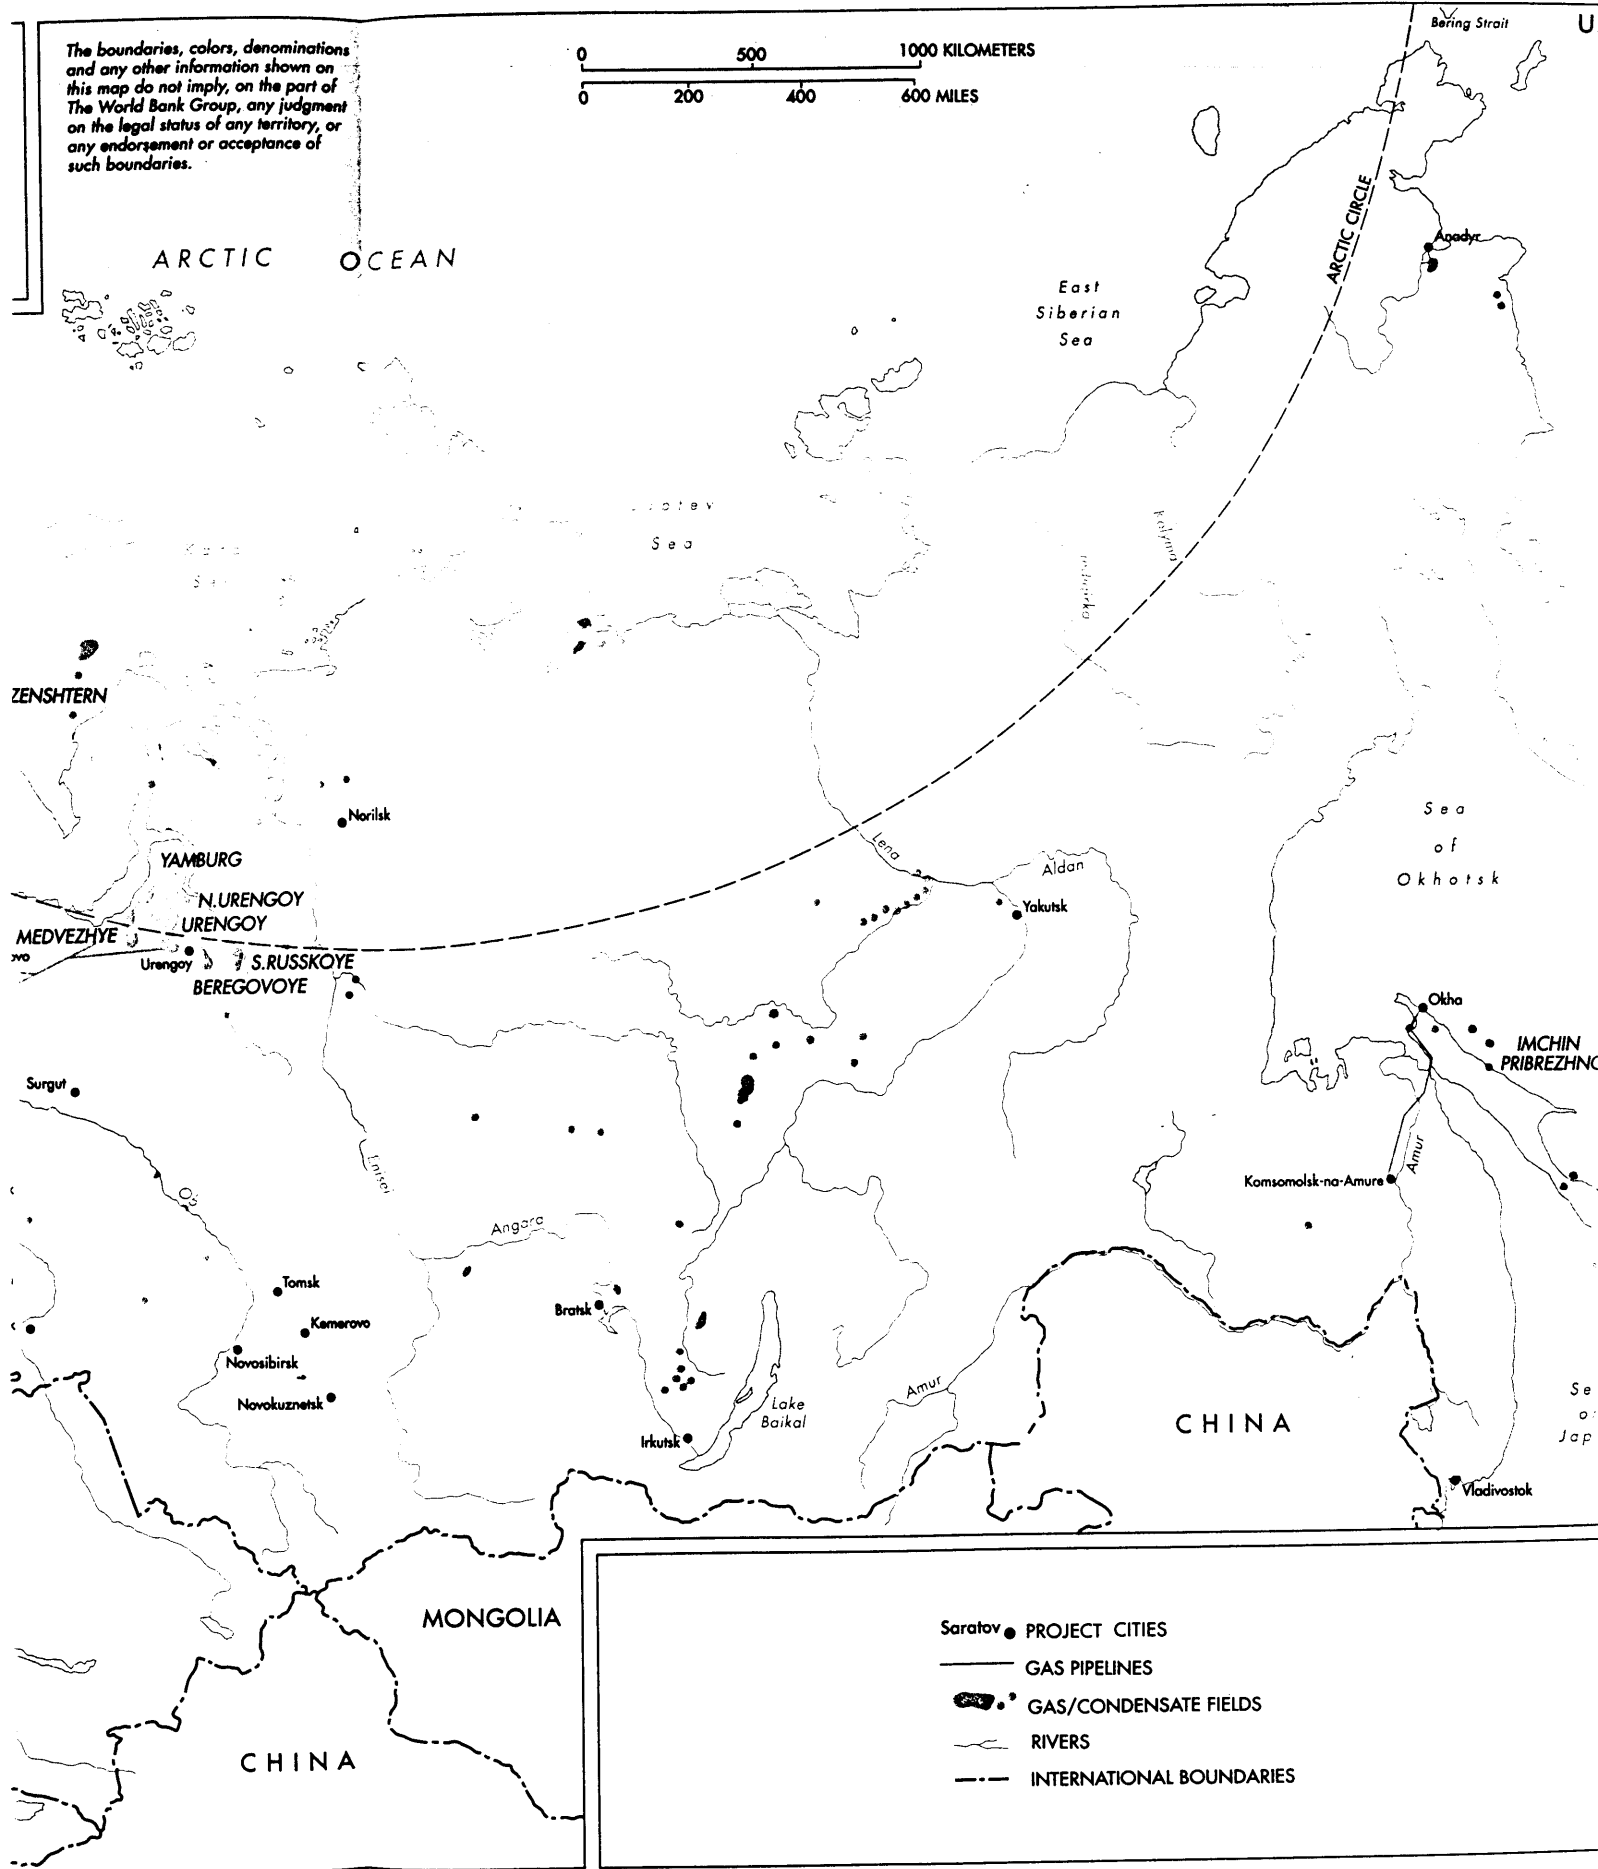 The boundaries, colors, denominations
and any other information shown on
this map do not imply, on the part of
The World Bank Group, any judgment
on the legal status of any territory, or
any endorsement or acceptance of
such boundaries.
0 500 1000 KILOMETERS
0 200 400 600 MILES
Bering Strait
U
ARCTIC OCEAN
ARCTIC CIRCLE
Anadyr
East
Siberian
Sea
Sea
Kolyma
ZENSHTERN
Norilsk
Sea
of
Okhotsk
YAMBURG
N.URENGOY
URENGOY
MEDVEZHYE
ovo
Urengoy
S.RUSSKOYE
BEREGOVOYE
Lena
Aldan
Yakutsk
Okha
IMCHIN
PRIBREZHNO
Surgut
Ob
Enisei
Angara
Amur
Komsomolsk-na-Amure
Tomsk
Kemerovo
Bratsk
Novosibirsk
Novokuznetsk
Irkutsk
Lake
Baikal
Amur
CHINA
Se
o
Jap
Vladivostok
MONGOLIA
CHINA
Saratov PROJECT CITIES
GAS PIPELINES
GAS/CONDENSATE FIELDS
RIVERS
INTERNATIONAL BOUNDARIES